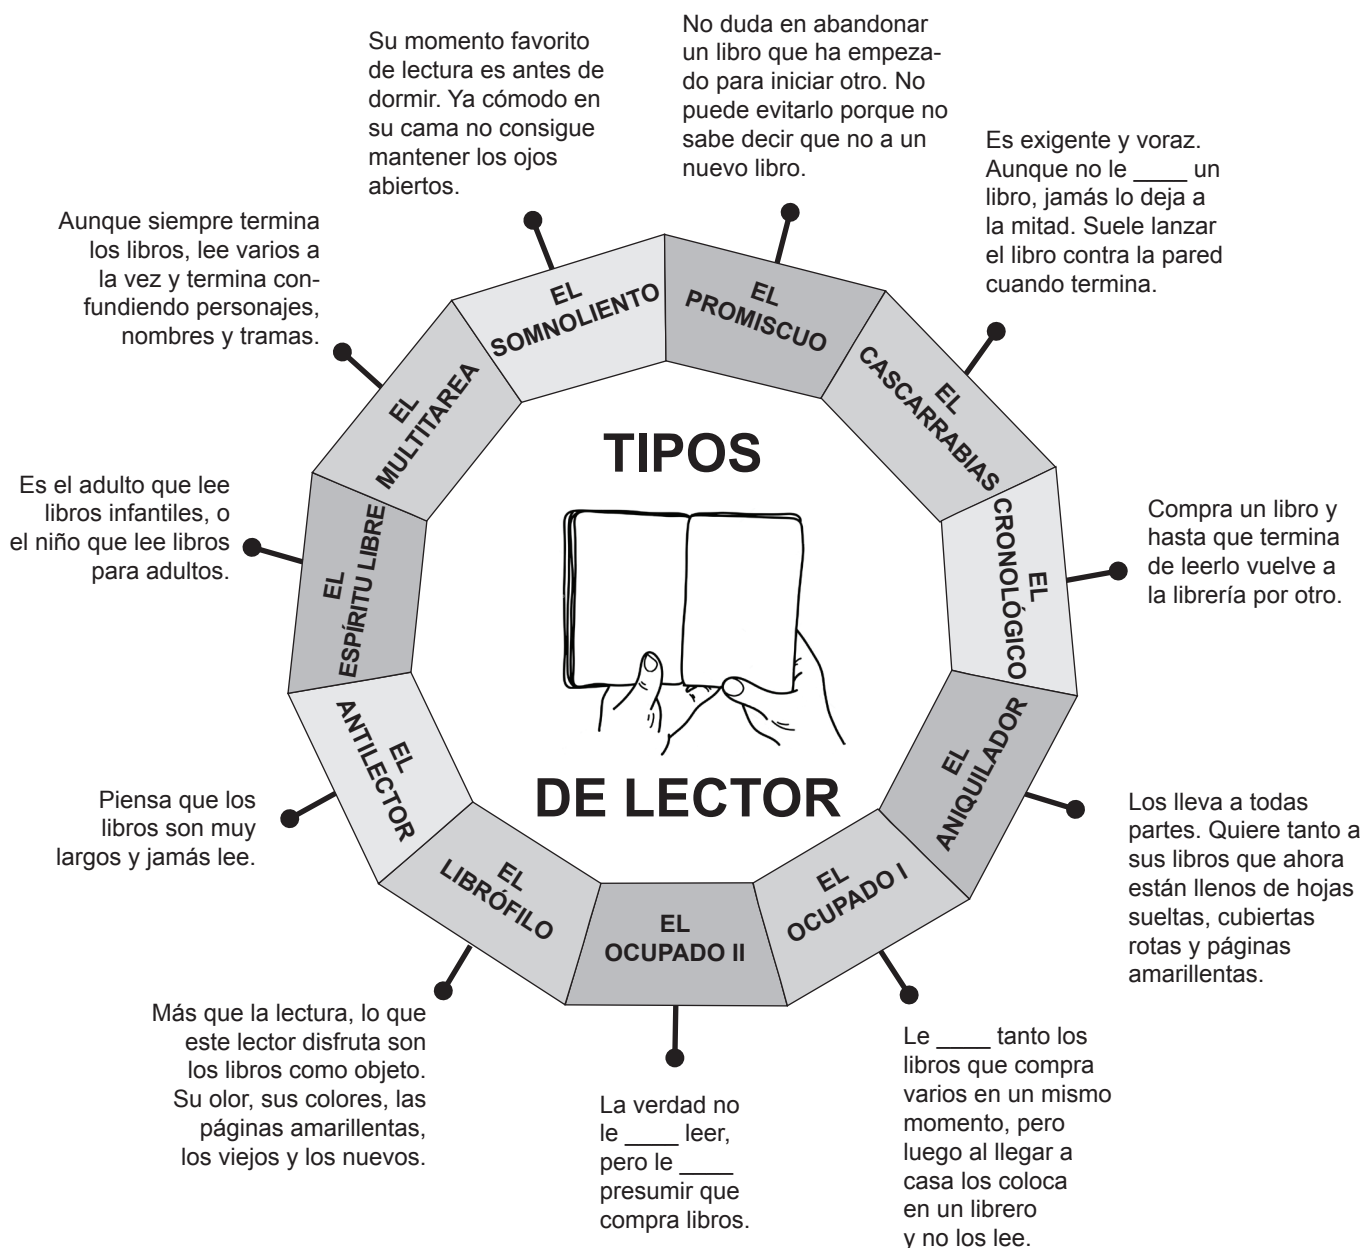 TIPOS
DE LECTOR
EL
SOMNOLIENTO
Su momento favorito
de lectura es antes de
dormir. Ya cómodo en
su cama no consigue
mantener los ojos
abiertos.
EL
PROMISCUO
No duda en abandonar
un libro que ha empeza-
do para iniciar otro. No
puede evitarlo porque no
sabe decir que no a un
nuevo libro.
EL
CASCARRABIAS
Es exigente y voraz.
Aunque no le ____ un
libro, jamás lo deja a
la mitad. Suele lanzar
el libro contra la pared
cuando termina.
EL
CRONOLÓGICO
Compra un libro y
hasta que termina
de leerlo vuelve a
la librería por otro.
EL
ANIQUILADOR
Los lleva a todas
partes. Quiere tanto a
sus libros que ahora
están llenos de hojas
sueltas, cubiertas
rotas y páginas
amarillentas.
EL
OCUPADO I
Le ____ tanto los
libros que compra
varios en un mismo
momento, pero
luego al llegar a
casa los coloca
en un librero
y no los lee.
EL
OCUPADO II
La verdad no
le ____ leer,
pero le ____
presumir que
compra libros.
EL
LIBRÓFILO
Más que la lectura, lo que
este lector disfruta son
los libros como objeto.
Su olor, sus colores, las
páginas amarillentas,
los viejos y los nuevos.
EL
ANTILECTOR
Piensa que los
libros son muy
largos y jamás lee.
EL
ESPÍRITU LIBRE
Es el adulto que lee
libros infantiles, o
el niño que lee libros
para adultos.
EL
MULTITAREA
Aunque siempre termina
los libros, lee varios a
la vez y termina con-
fundiendo personajes,
nombres y tramas.